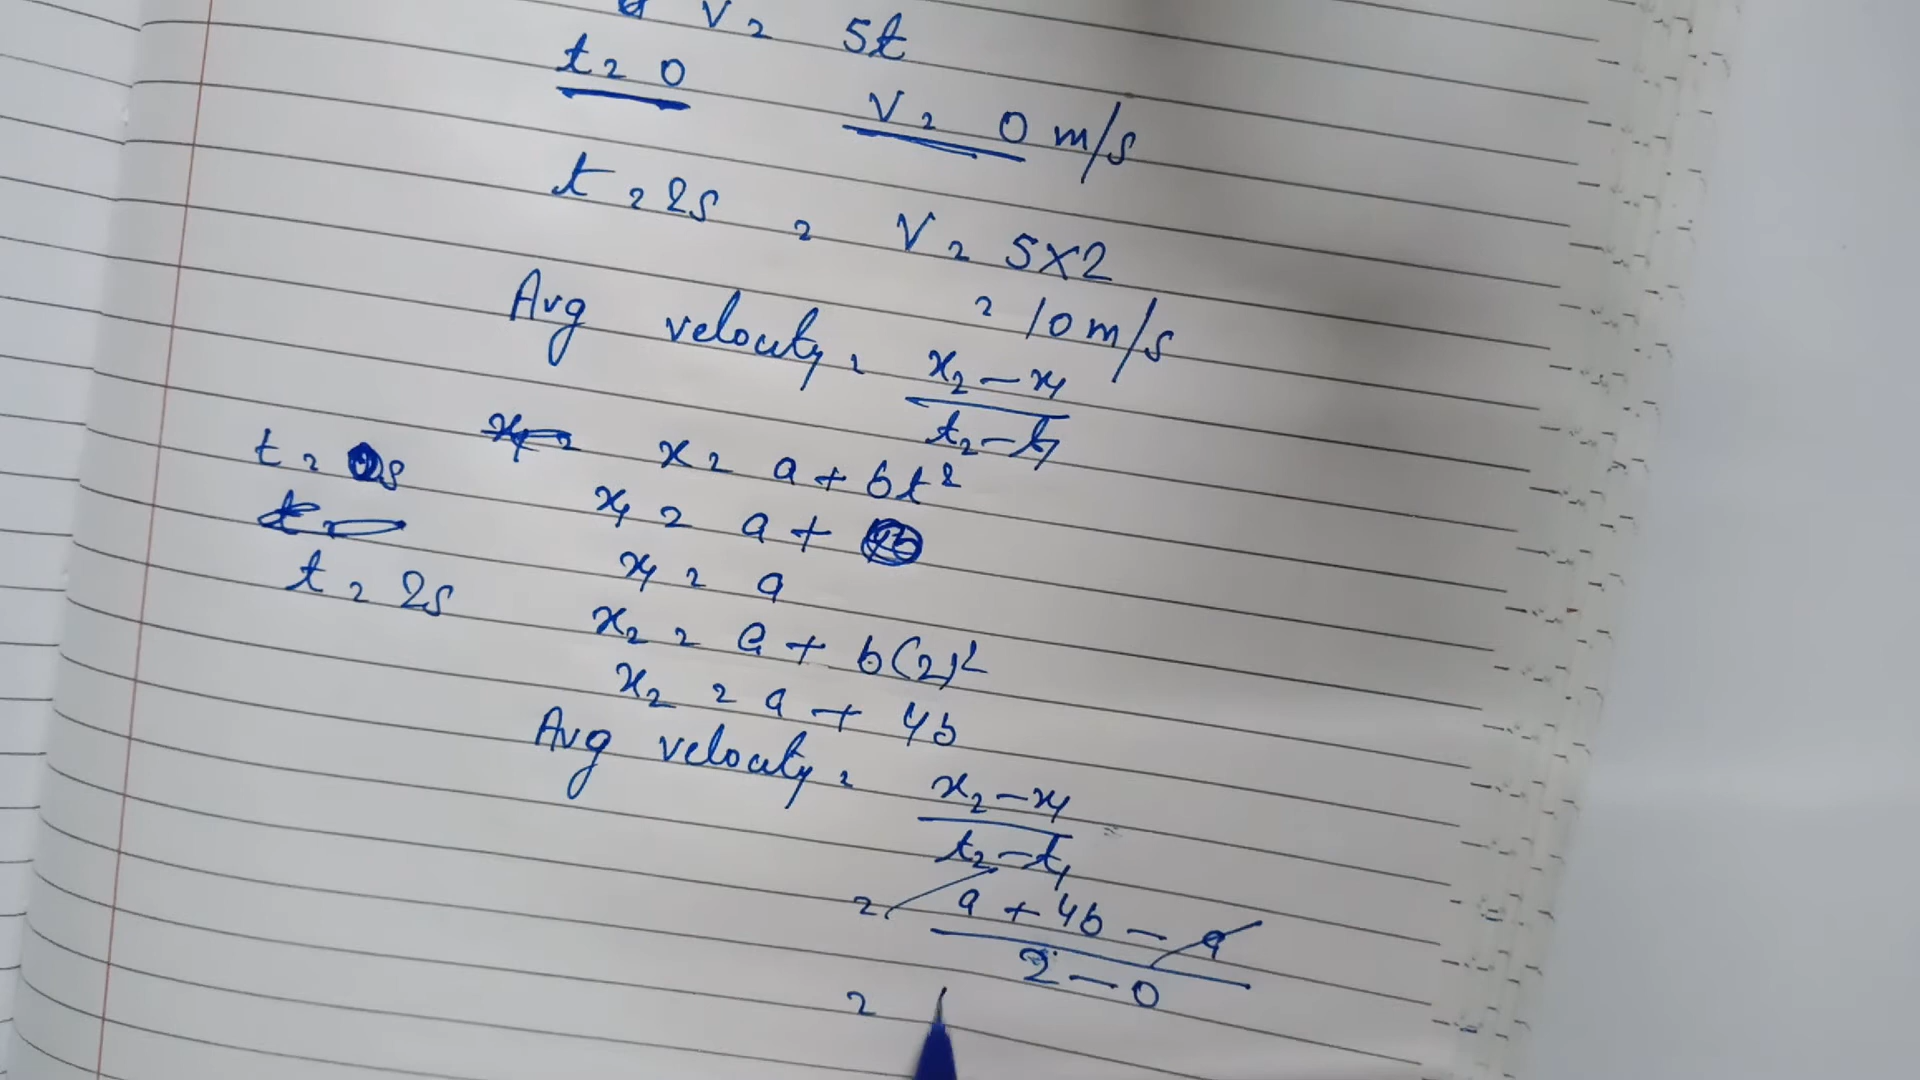 V = 5t
t = 0
V = 0 m/s
t = 2s = V = 5×2
= 10 m/s
Avg velocity = (x₂ - x₁)/(t₂ - t₁)
t = 0s x = a + bt²
x₁ = a +
x₁ = a
t = 2s x₂ = a + b(2)²
x₂ = a + 4b
Avg velocity = (x₂ - x₁)/(t₂ - t₁)
= (a + 4b - a)/(2 - 0)
=